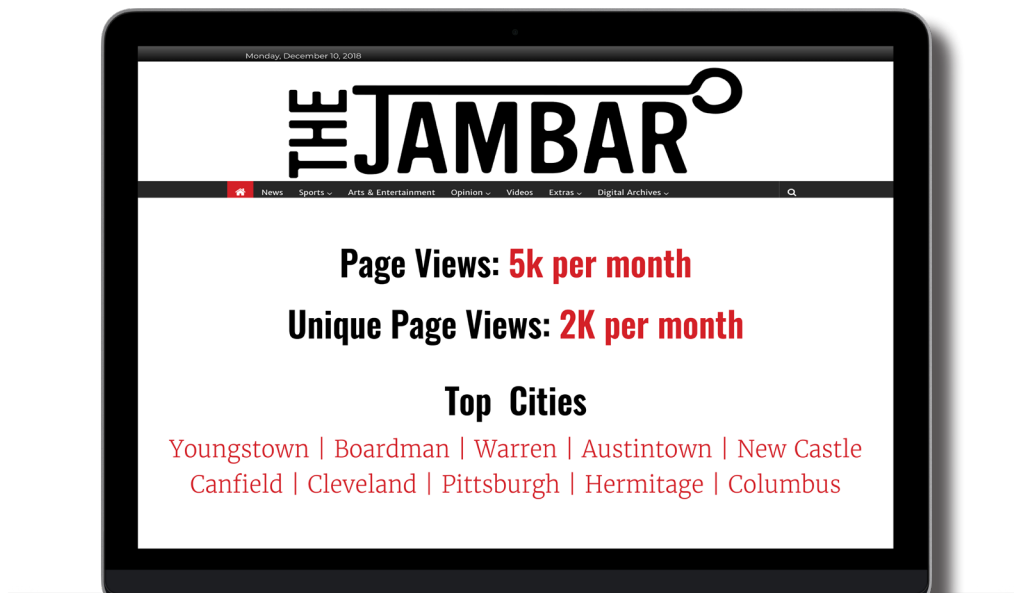 Monday, December 10, 2018
THE JAMBAR
News Sports Arts & Entertainment Opinion Videos Extras Digital Archives
Page Views: 5k per month
Unique Page Views: 2K per month
Top Cities
Youngstown | Boardman | Warren | Austintown | New Castle
Canfield | Cleveland | Pittsburgh | Hermitage | Columbus